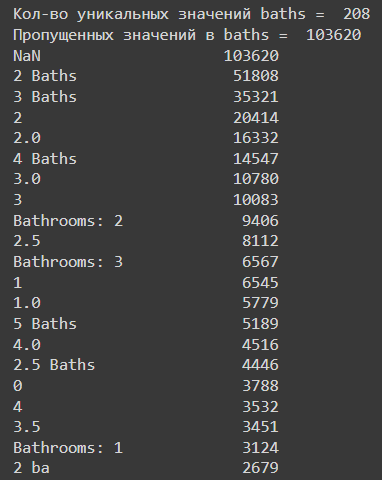 Кол-во уникальных значений baths =  208
Пропущенных значений в baths =  103620
NaN 103620
2 Baths 51808
3 Baths 35321
2 20414
2.0 16332
4 Baths 14547
3.0 10780
3 10083
Bathrooms: 2 9406
2.5 8112
Bathrooms: 3 6567
1 6545
1.0 5779
5 Baths 5189
4.0 4516
2.5 Baths 4446
0 3788
4 3532
3.5 3451
Bathrooms: 1 3124
2 ba 2679